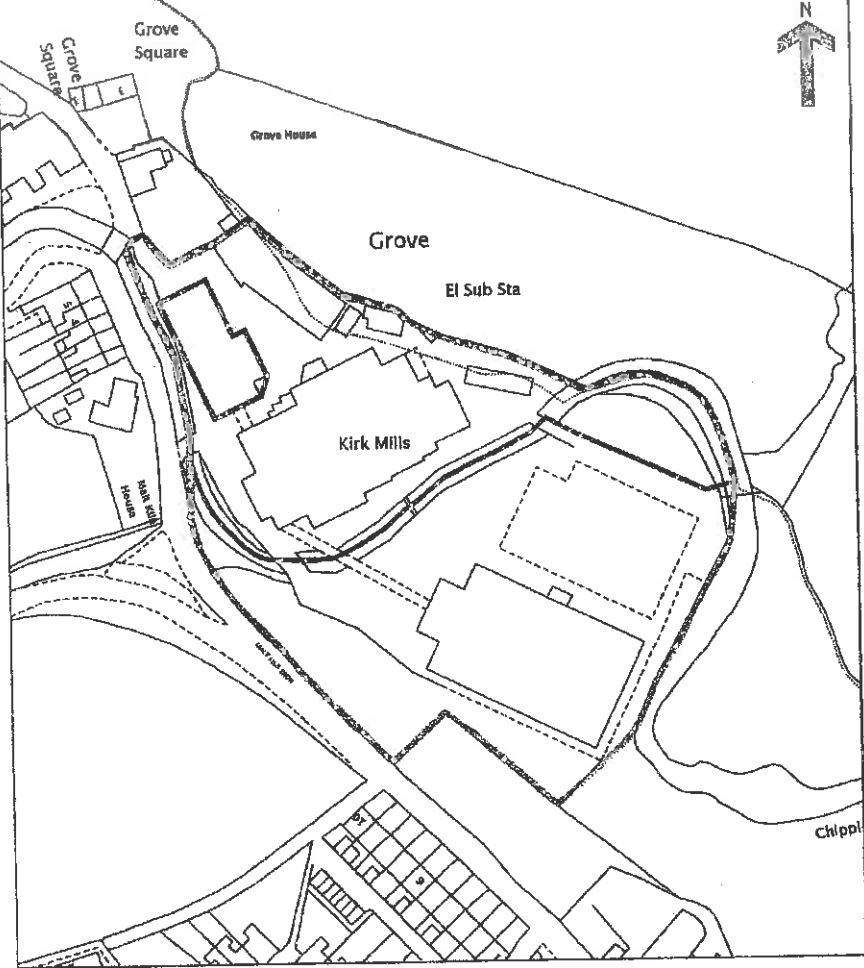 N
Grove
Square
Grove
Square
Grove House
Grove
El Sub Sta
Kirk Mills
Malt Kiln
House
Chippi